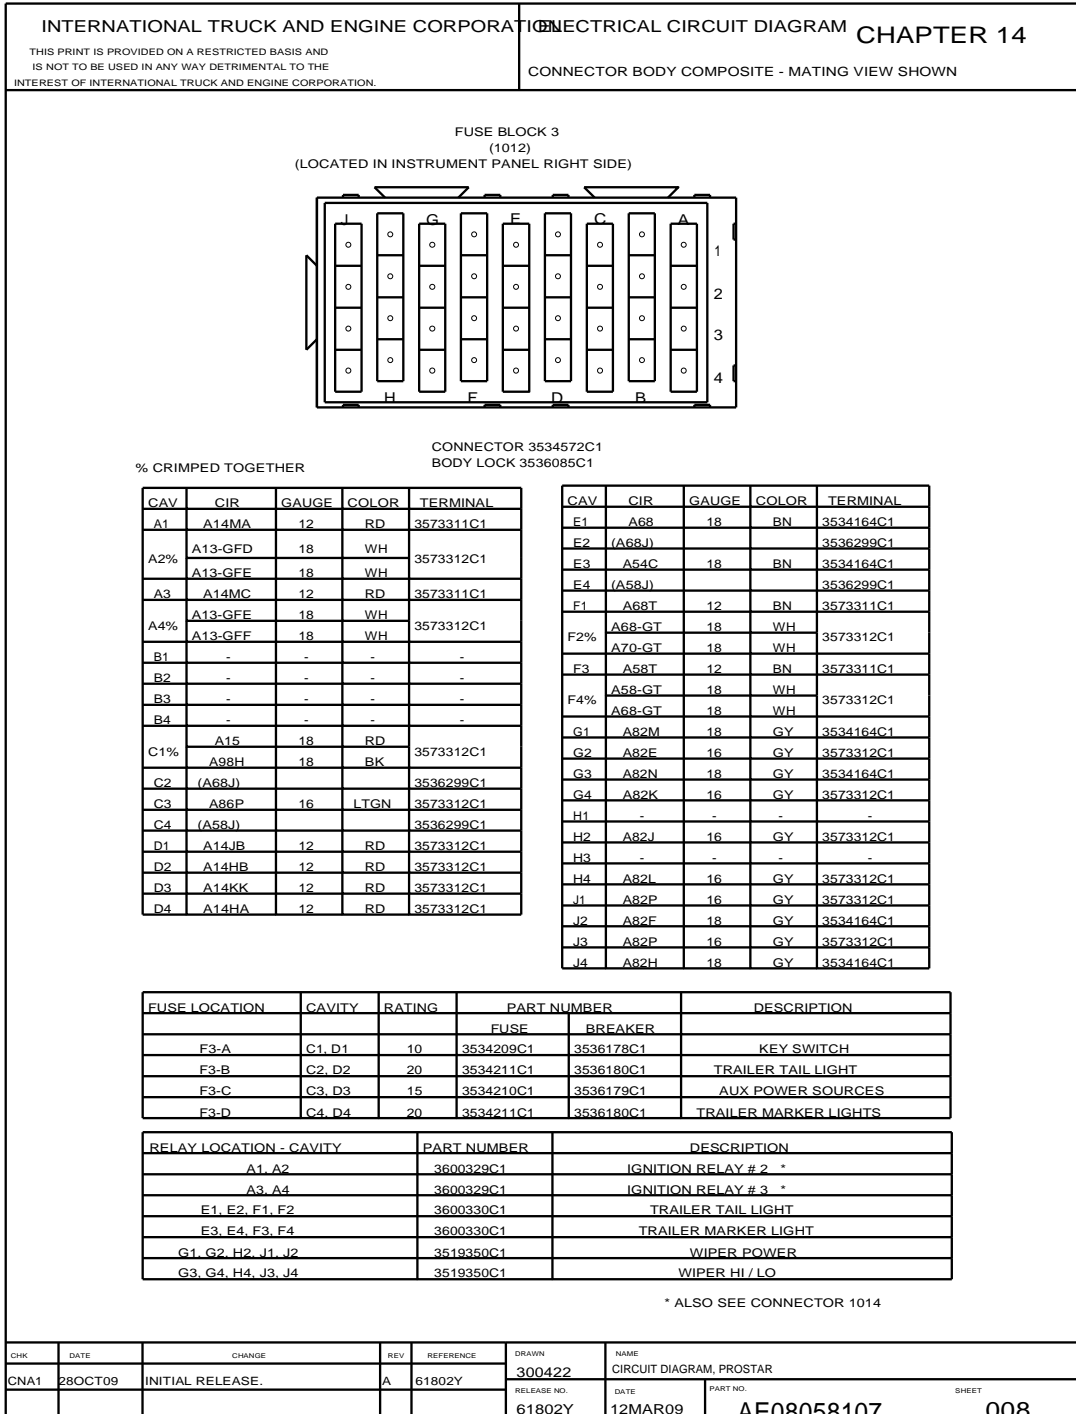 INTERNATIONAL TRUCK AND ENGINE CORPORATION
THIS PRINT IS PROVIDED ON A RESTRICTED BASIS AND
IS NOT TO BE USED IN ANY WAY DETRIMENTAL TO THE
INTEREST OF INTERNATIONAL TRUCK AND ENGINE CORPORATION.
ELECTRICAL CIRCUIT DIAGRAM CHAPTER 14
CONNECTOR BODY COMPOSITE - MATING VIEW SHOWN
FUSE BLOCK 3
(1012)
(LOCATED IN INSTRUMENT PANEL RIGHT SIDE)
J G E C A
1
2
3
4
H F D B
CONNECTOR 3534572C1
BODY LOCK 3536085C1
% CRIMPED TOGETHER
CAV CIR GAUGE COLOR TERMINAL
A1 A14MA 12 RD 3573311C1
A2% A13-GFD 18 WH 3573312C1
A13-GFE 18 WH
A3 A14MC 12 RD 3573311C1
A4% A13-GFE 18 WH 3573312C1
A13-GFF 18 WH
B1 - - - -
B2 - - - -
B3 - - - -
B4 - - - -
C1% A15 18 RD 3573312C1
A98H 18 BK
C2 (A68J) 3536299C1
C3 A86P 16 LTGN 3573312C1
C4 (A58J) 3536299C1
D1 A14JB 12 RD 3573312C1
D2 A14HB 12 RD 3573312C1
D3 A14KK 12 RD 3573312C1
D4 A14HA 12 RD 3573312C1
CAV CIR GAUGE COLOR TERMINAL
E1 A68 18 BN 3534164C1
E2 (A68J) 3536299C1
E3 A54C 18 BN 3534164C1
E4 (A58J) 3536299C1
F1 A68T 12 BN 3573311C1
F2% A68-GT 18 WH 3573312C1
A70-GT 18 WH
F3 A58T 12 BN 3573311C1
F4% A58-GT 18 WH 3573312C1
A68-GT 18 WH
G1 A82M 18 GY 3534164C1
G2 A82E 16 GY 3573312C1
G3 A82N 18 GY 3534164C1
G4 A82K 16 GY 3573312C1
H1 - - - -
H2 A82J 16 GY 3573312C1
H3 - - - -
H4 A82L 16 GY 3573312C1
J1 A82P 16 GY 3573312C1
J2 A82F 18 GY 3534164C1
J3 A82P 16 GY 3573312C1
J4 A82H 18 GY 3534164C1
FUSE LOCATION CAVITY RATING PART NUMBER DESCRIPTION
FUSE BREAKER
F3-A C1, D1 10 3534209C1 3536178C1 KEY SWITCH
F3-B C2, D2 20 3534211C1 3536180C1 TRAILER TAIL LIGHT
F3-C C3, D3 15 3534210C1 3536179C1 AUX POWER SOURCES
F3-D C4, D4 20 3534211C1 3536180C1 TRAILER MARKER LIGHTS
RELAY LOCATION - CAVITY PART NUMBER DESCRIPTION
A1, A2 3600329C1 IGNITION RELAY # 2 *
A3, A4 3600329C1 IGNITION RELAY # 3 *
E1, E2, F1, F2 3600330C1 TRAILER TAIL LIGHT
E3, E4, F3, F4 3600330C1 TRAILER MARKER LIGHT
G1, G2, H2, J1, J2 3519350C1 WIPER POWER
G3, G4, H4, J3, J4 3519350C1 WIPER HI / LO
* ALSO SEE CONNECTOR 1014
CHK DATE CHANGE REV REFERENCE
CNA1 28OCT09 INITIAL RELEASE. A 61802Y
DRAWN
300422
NAME
CIRCUIT DIAGRAM, PROSTAR
RELEASE NO.
61802Y
DATE
12MAR09
PART NO.
AE08058107
SHEET
008